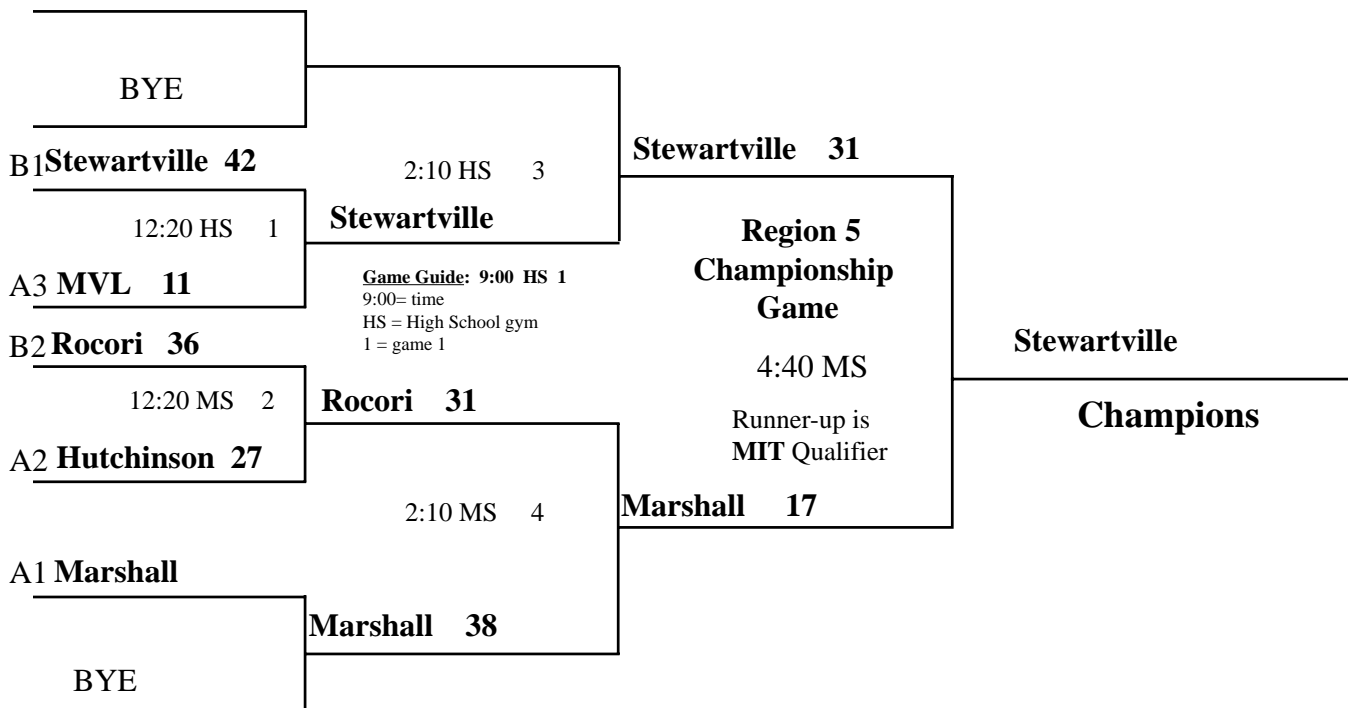 BYE
B1 Stewartville 42
12:20 HS 1
A3 MVL 11
B2 Rocori 36
12:20 MS 2
A2 Hutchinson 27
A1 Marshall
BYE
2:10 HS 3
Stewartville
Game Guide: 9:00 HS 1
9:00= time
HS = High School gym
1 = game 1
Rocori 31
2:10 MS 4
Marshall 38
Stewartville 31
Region 5
Championship
Game
4:40 MS
Runner-up is
MIT Qualifier
Marshall 17
Stewartville
Champions